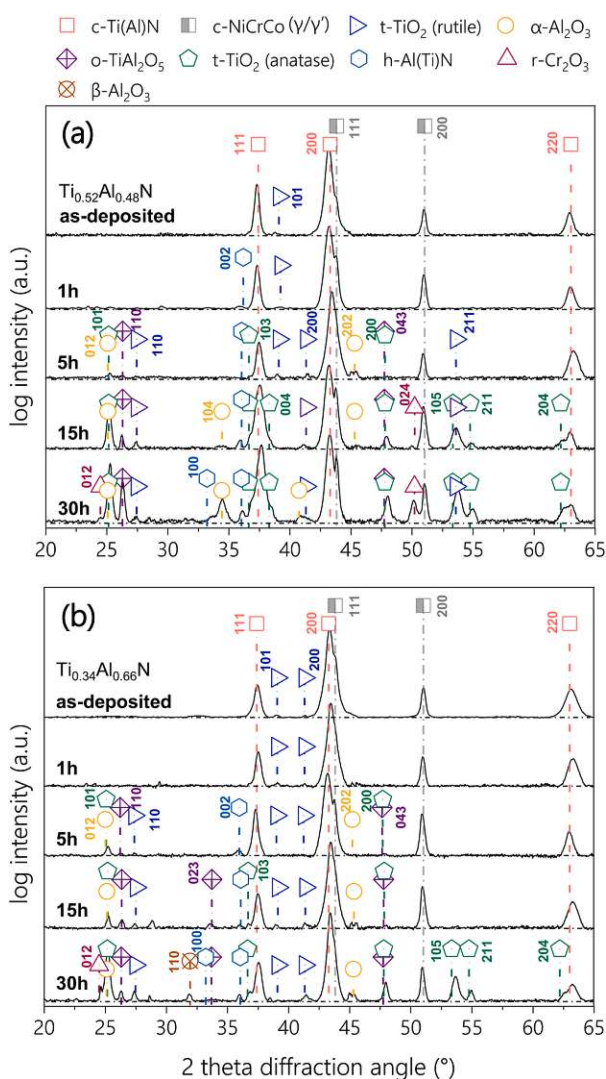 c-Ti(Al)N c-NiCrCo (γ/γ') t-TiO₂ (rutile) α-Al₂O₃
o-TiAl₂O₅ t-TiO₂ (anatase) h-Al(Ti)N r-Cr₂O₃
β-Al₂O₃
(a)
111 200 111 200 220
Ti₀.₅₂Al₀.₄₈N
as-deposited
101
1h
002
5h
012 101 110 110 103 200 202 200 043 211
15h
104 004 024 105 211 204
30h
012 100
20 25 30 35 40 45 50 55 60 65
log intensity (a.u.)
(b)
111 200 111 200 220
Ti₀.₃₄Al₀.₆₆N
as-deposited
101 200
1h
5h
012 101 110 110 002 202 200 043
15h
023 103
30h
012 110 100 105 211 204
20 25 30 35 40 45 50 55 60 65
log intensity (a.u.)
2 theta diffraction angle (°)